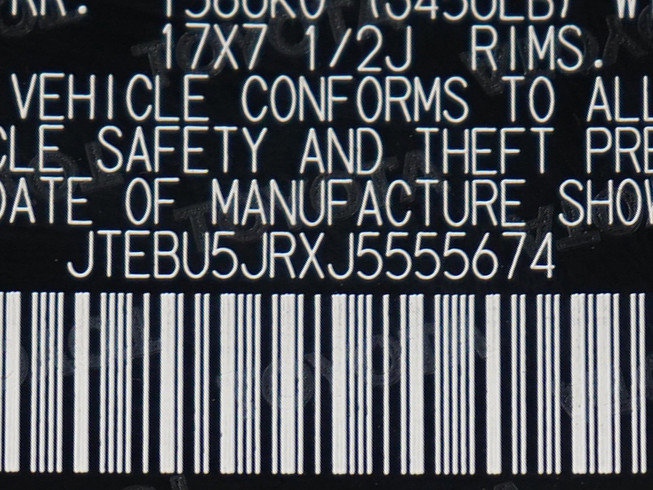 17X7 1/2J RIMS.
VEHICLE CONFORMS TO ALL
CLE SAFETY AND THEFT PRE
DATE OF MANUFACTURE SHOW
JTEBU5JRXJ5555674